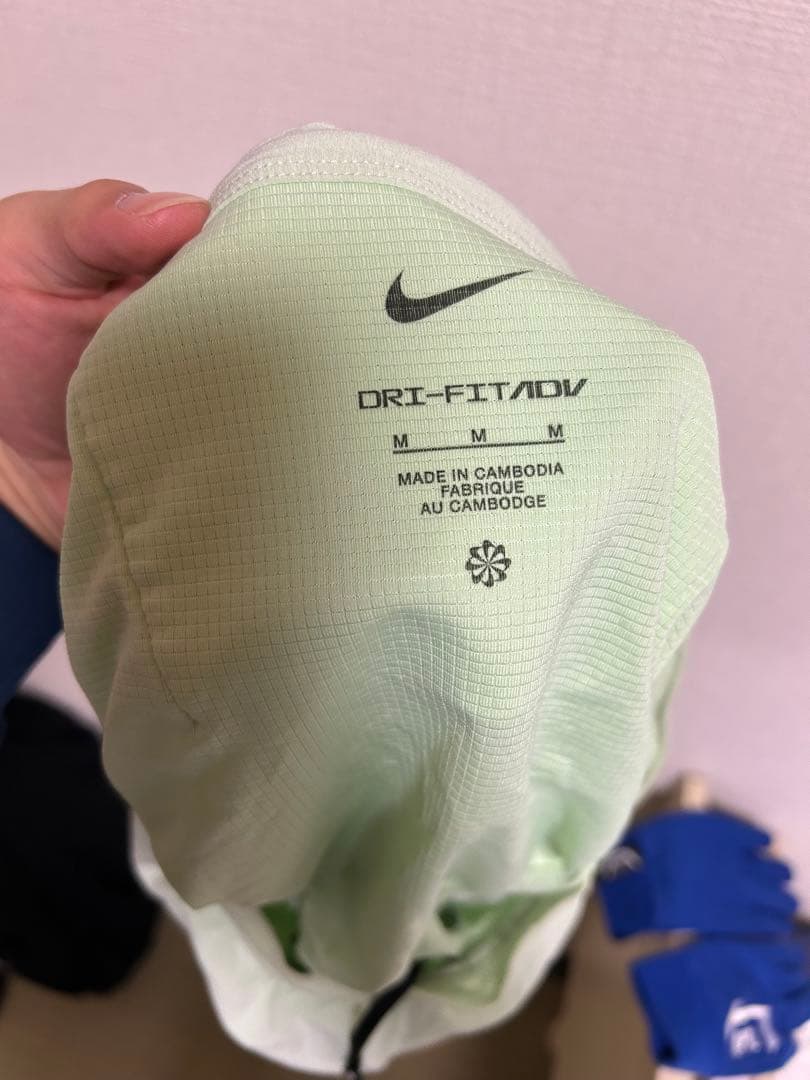 DRI-FIT ADV
M M M
MADE IN CAMBODIA
FABRIQUE
AU CAMBODGE